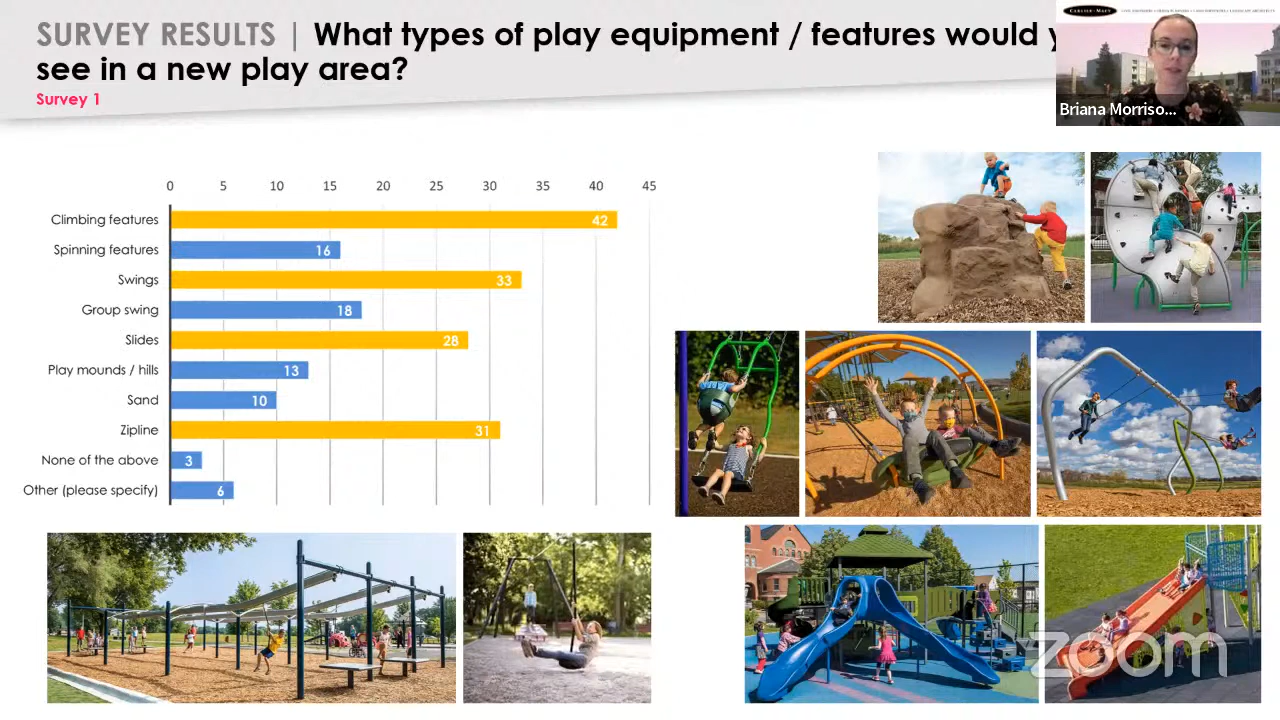 SURVEY RESULTS | What types of play equipment / features would
see in a new play area?
Survey 1
CARLISLE · MACY
Briana Morriso...
0 5 10 15 20 25 30 35 40 45
Climbing features 42
Spinning features 16
Swings 33
Group swing 18
Slides 28
Play mounds / hills 13
Sand 10
Zipline 31
None of the above 3
Other (please specify) 6
zoom